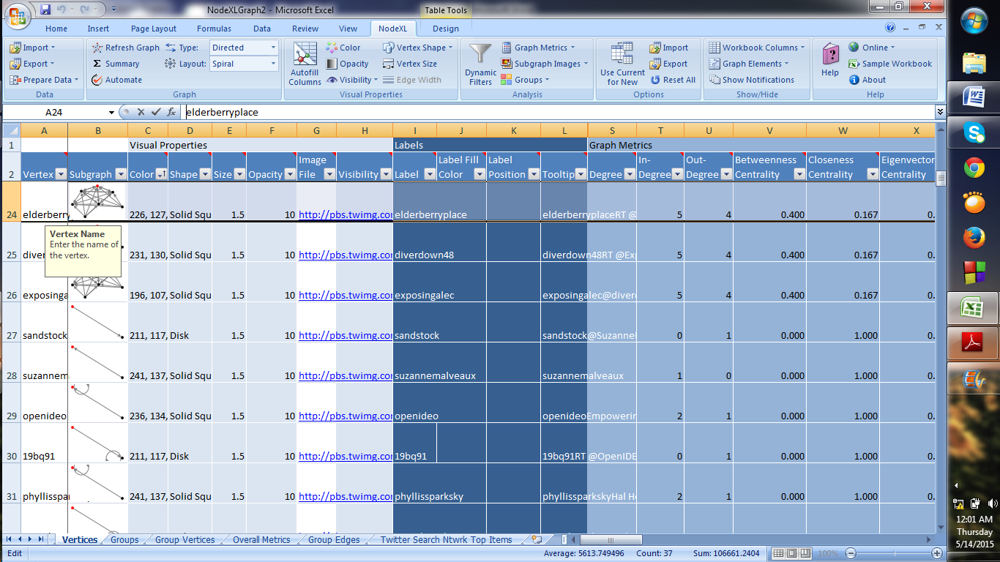 NodeXLGraph2 - Microsoft Excel
Table Tools
Home Insert Page Layout Formulas Data Review View NodeXL Design
Import Refresh Graph Type: Directed Color Vertex Shape Graph Metrics Import Workbook Columns Online
Export Summary Layout: Spiral Autofill Columns Opacity Vertex Size Dynamic Filters Subgraph Images Use Current for New Export Graph Elements Help Sample Workbook
Prepare Data Automate Visibility Edge Width Groups Reset All Show Notifications About
Data Graph Visual Properties Analysis Options Show/Hide Help
A24 fx elderberryplace
A B C D E F G H I J K L S T U V W X
1 Visual Properties Labels Graph Metrics
2 Vertex Subgraph Color Shape Size Opacity Image File Visibility Label Label Fill Color Label Position Tooltip Degree In-Degree Out-Degree Betweenness Centrality Closeness Centrality Eigenvector Centrality
24 elderberry 226, 127, Solid Squ 1.5 10 http://pbs.twimg.co elderberryplace elderberryplaceRT @ 5 4 0.400 0.167 0.
Vertex Name
Enter the name of
the vertex.
25 diver 231, 130, Solid Squ 1.5 10 http://pbs.twimg.co diverdown48 diverdown48RT @Exp 5 4 0.400 0.167 0.
26 exposinga 196, 107, Solid Squ 1.5 10 http://pbs.twimg.co exposingalec exposingalec@diver 5 4 0.400 0.167 0.
27 sandstock 211, 117, Disk 1.5 10 http://pbs.twimg.co sandstock sandstock@Suzanne 0 1 0.000 1.000 0.
28 suzannem 241, 137, Solid Squ 1.5 10 http://pbs.twimg.co suzannemalveaux suzannemalveaux 1 0 0.000 1.000 0.
29 openideo 236, 134, Solid Squ 1.5 10 http://pbs.twimg.co openideo openideoEmpowerin 2 1 0.000 1.000 0.
30 19bq91 211, 117, Disk 1.5 10 http://pbs.twimg.co 19bq91 19bq91RT @OpenIDE 0 1 0.000 1.000 0.
31 phyllisspa 241, 137, Solid Squ 1.5 10 http://pbs.twimg.co phyllissparksky phyllissparkskyHal H 2 1 0.000 1.000 0.
Vertices Groups Group Vertices Overall Metrics Group Edges Twitter Search Ntwrk Top Items
Edit Average: 5613.749496 Count: 37 Sum: 106661.2404 100%
12:01 AM
Thursday
5/14/2015